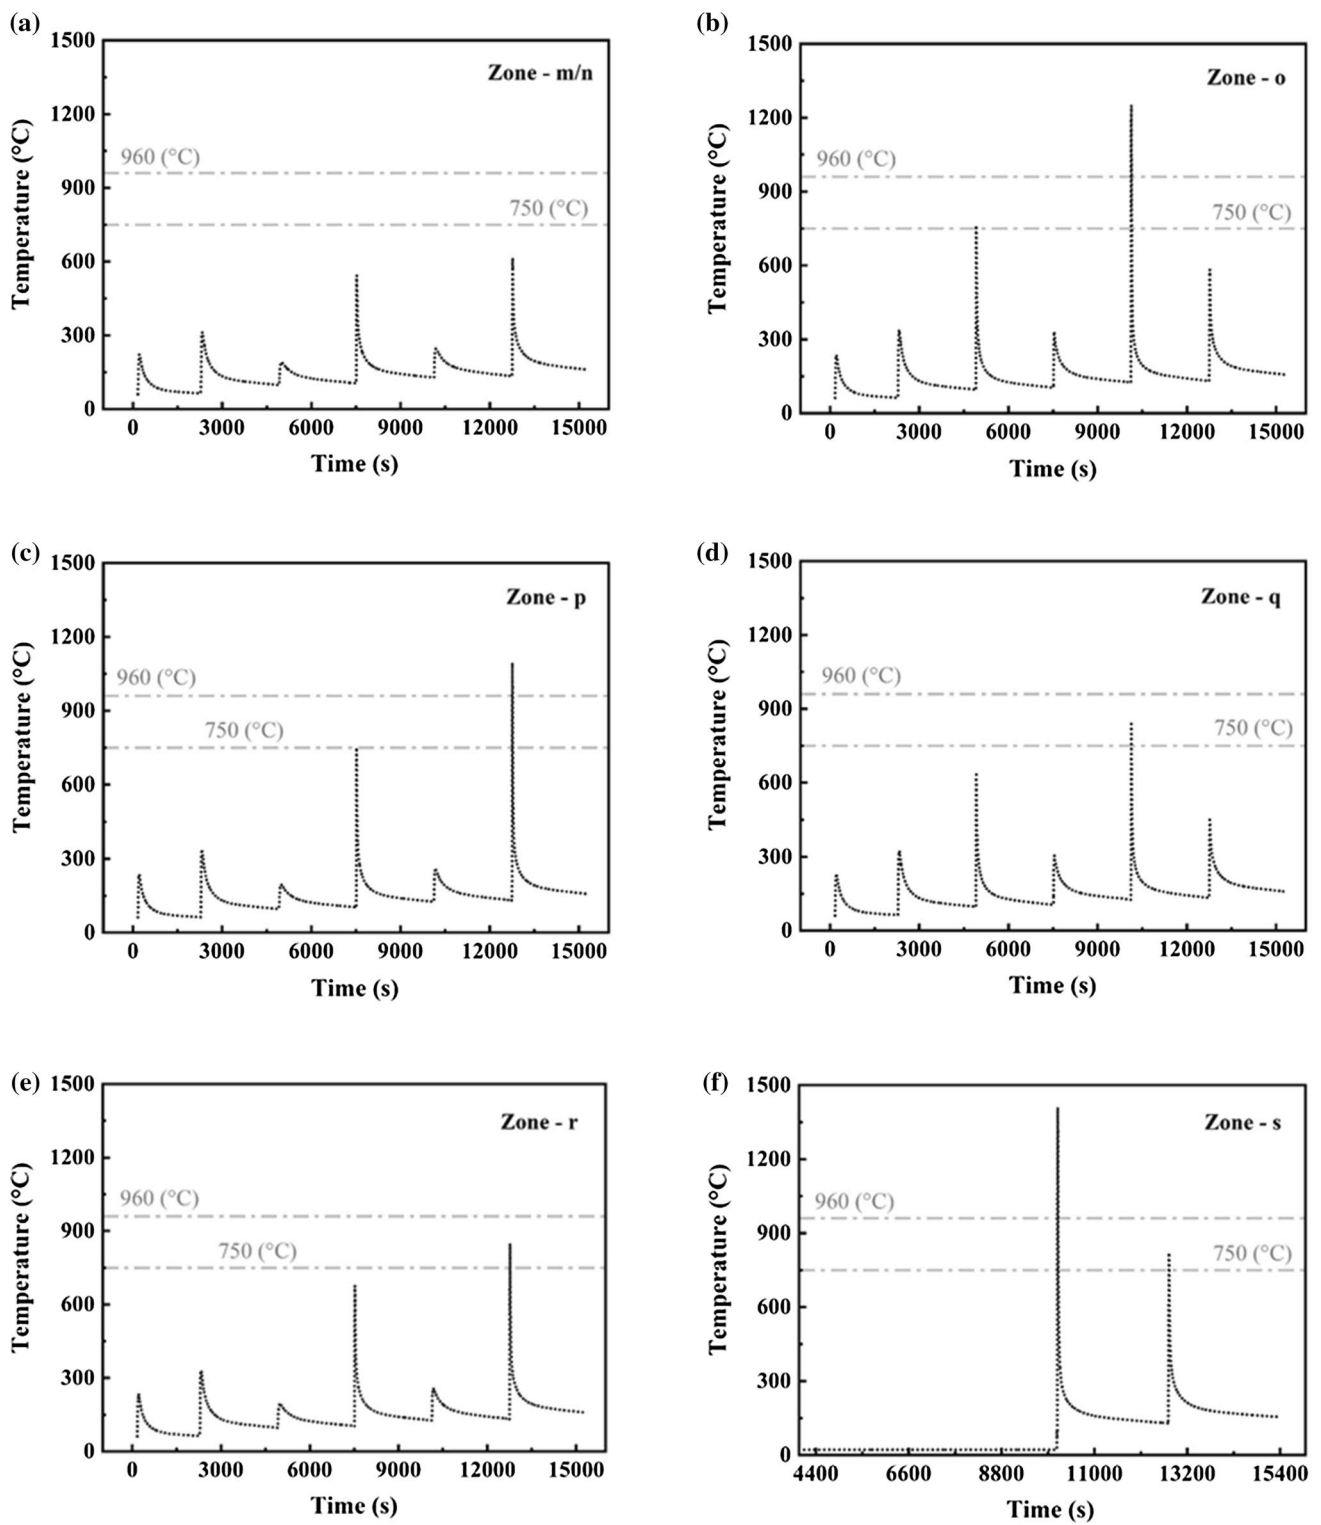 (a)
1500
1200
900
600
300
0
Temperature (°C)
Zone - m/n
960 (°C)
750 (°C)
0 3000 6000 9000 12000 15000
Time (s)
(b)
1500
1200
900
600
300
0
Temperature (°C)
Zone - o
960 (°C)
750 (°C)
0 3000 6000 9000 12000 15000
Time (s)
(c)
1500
1200
900
600
300
0
Temperature (°C)
Zone - p
960 (°C)
750 (°C)
0 3000 6000 9000 12000 15000
Time (s)
(d)
1500
1200
900
600
300
0
Temperature (°C)
Zone - q
960 (°C)
750 (°C)
0 3000 6000 9000 12000 15000
Time (s)
(e)
1500
1200
900
600
300
0
Temperature (°C)
Zone - r
960 (°C)
750 (°C)
0 3000 6000 9000 12000 15000
Time (s)
(f)
1500
1200
900
600
300
0
Temperature (°C)
Zone - s
960 (°C)
750 (°C)
4400 6600 8800 11000 13200 15400
Time (s)